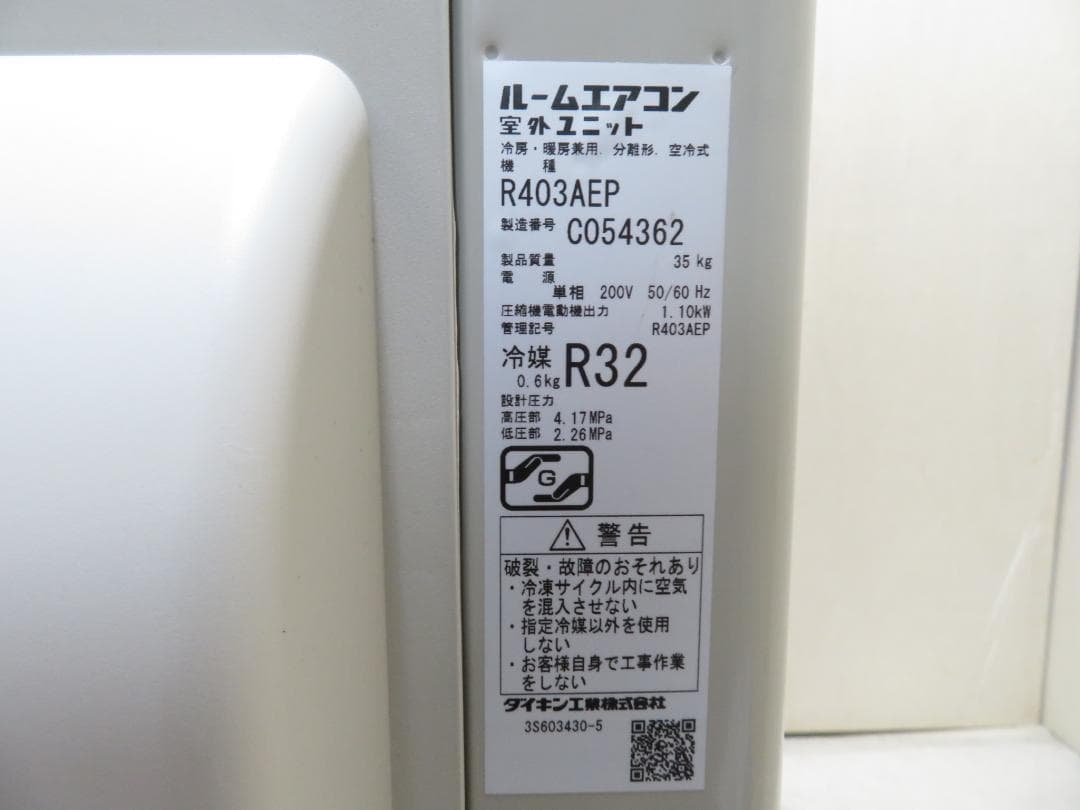 ルームエアコン
室外ユニット
冷房・暖房兼用、分離形、空冷式
機 種
R403AEP
製造番号 C054362
製品質量 35 kg
電 源
単相 200V 50/60 Hz
圧縮機電動機出力 1.10kW
管理記号 R403AEP
冷媒 R32
0.6kg
設計圧力
高圧部 4.17MPa
低圧部 2.26MPa
G
警告
破裂・故障のおそれあり
・冷凍サイクル内に空気
を混入させない
・指定冷媒以外を使用
しない
・お客様自身で工事作業
をしない
ダイキン工業株式会社
3S603430-5